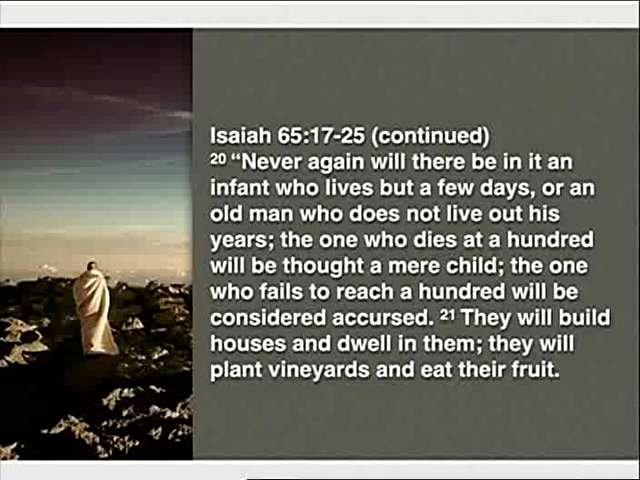 Isaiah 65:17-25 (continued)
20 “Never again will there be in it an
infant who lives but a few days, or an
old man who does not live out his
years; the one who dies at a hundred
will be thought a mere child; the one
who fails to reach a hundred will be
considered accursed. 21 They will build
houses and dwell in them; they will
plant vineyards and eat their fruit.